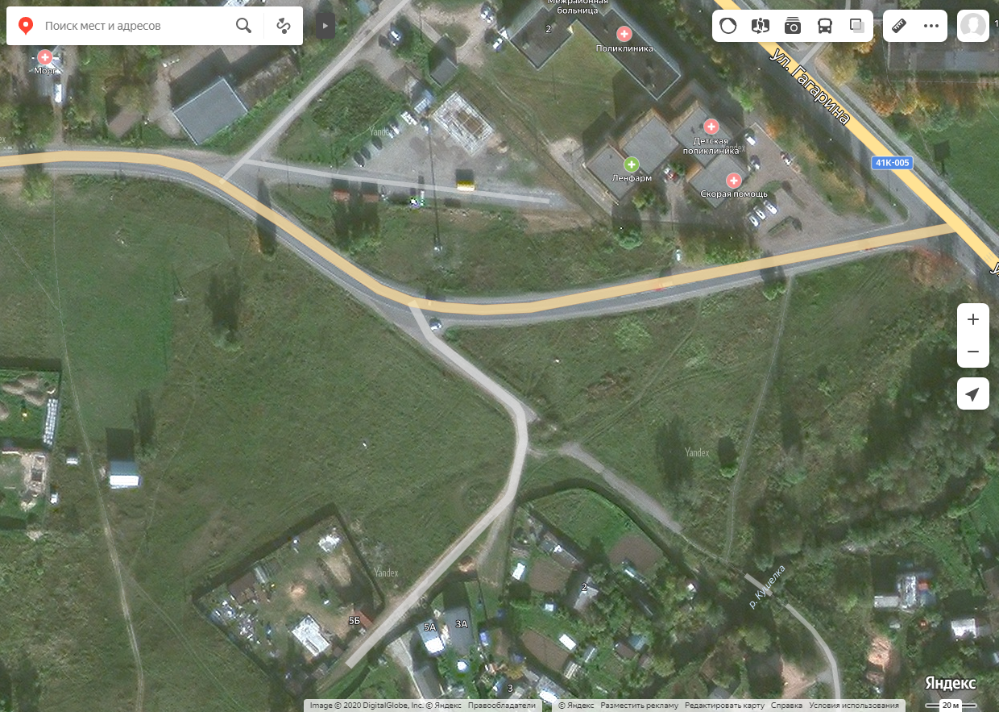 Межрайонная
больница
2
Поиск мест и адресов
1
Поликлиника
ул. Гагарина
Морг
Yandex
Детская
поликлиника
Yandex
41К-005
Ленфарм
Скорая помощь
Yandex
Yandex
2
р. Кушелка
5Б
5А
3А
3
Яндекс
Image © 2020 DigitalGlobe, Inc. © Яндекс Правообладатели
© Яндекс Разместить рекламу Редактировать карту Справка Условия использования
20 м